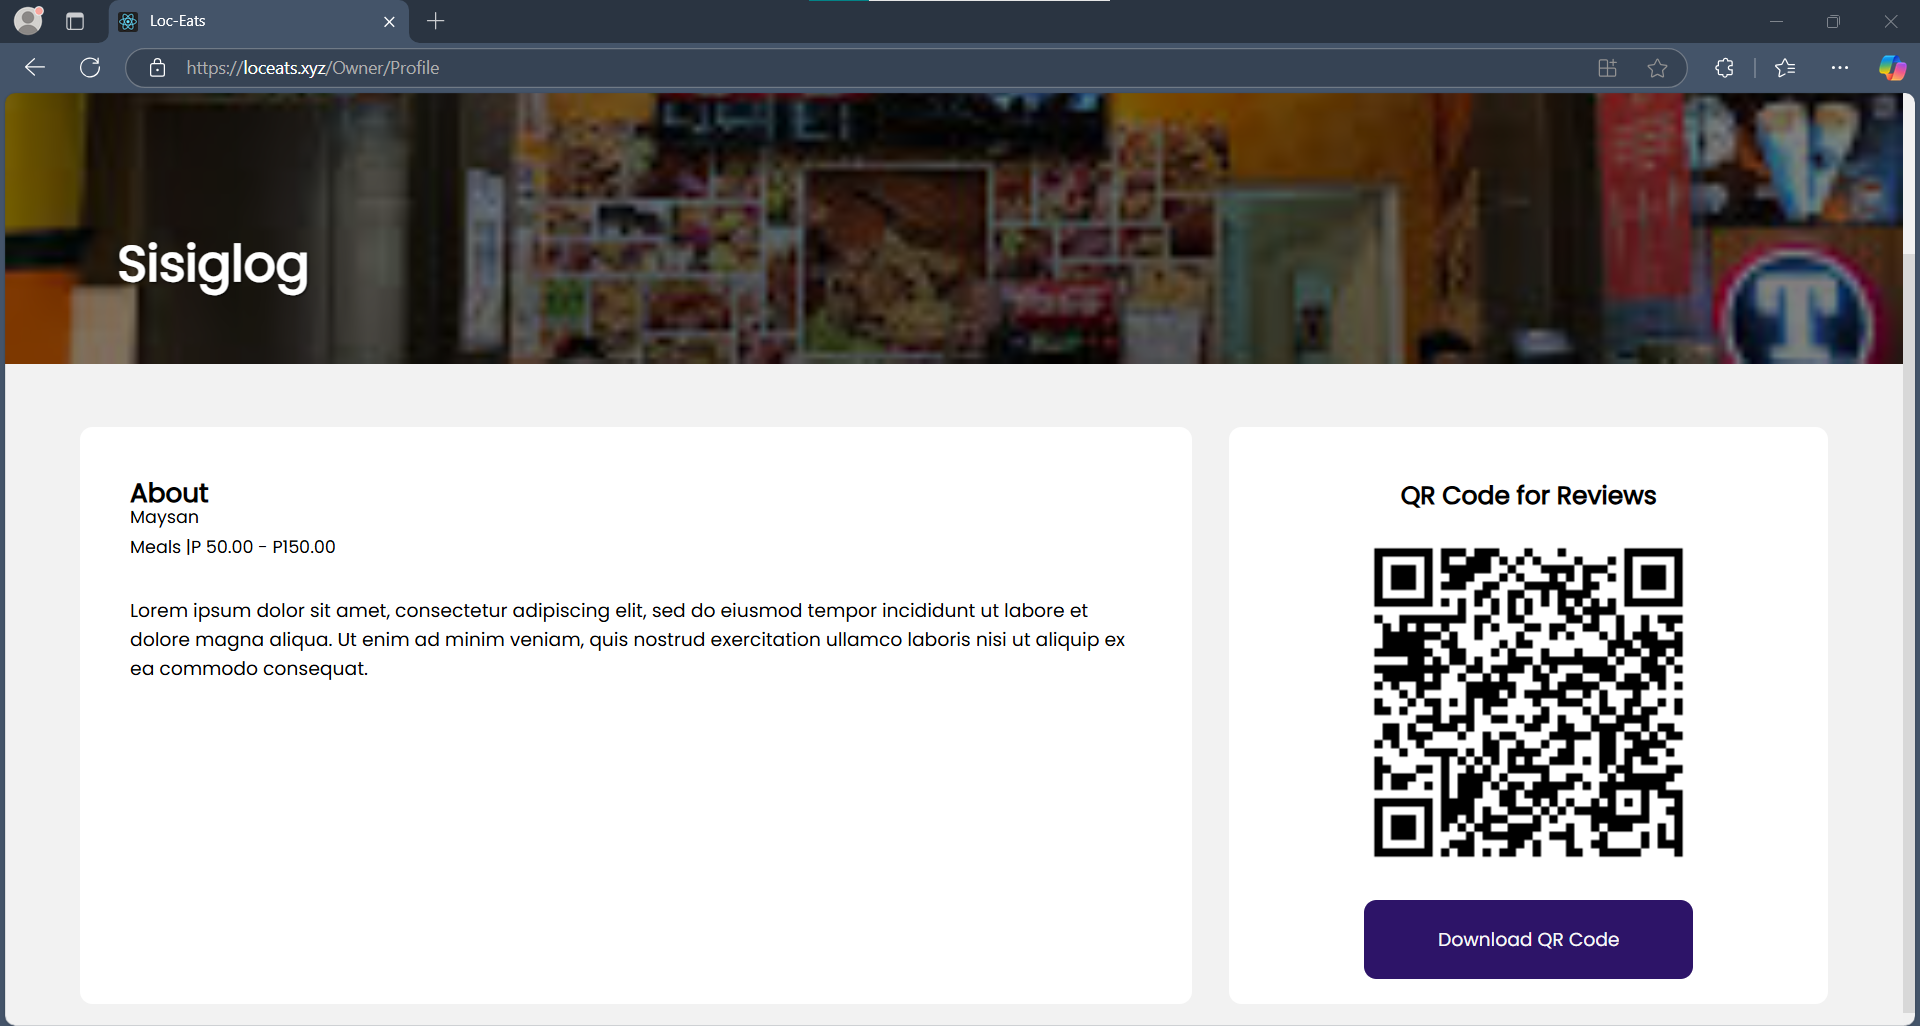 Loc-Eats
https://loceats.xyz/Owner/Profile
Sisiglog
T
About
Maysan
Meals |P 50.00 - P150.00
Lorem ipsum dolor sit amet, consectetur adipiscing elit, sed do eiusmod tempor incididunt ut labore et
dolore magna aliqua. Ut enim ad minim veniam, quis nostrud exercitation ullamco laboris nisi ut aliquip ex
ea commodo consequat.
QR Code for Reviews
Download QR Code